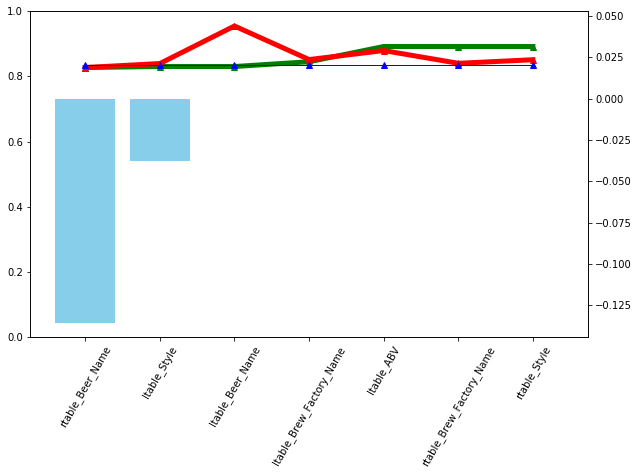 1.0
0.8
0.6
0.4
0.2
0.0
0.050
0.025
0.000
−0.025
−0.050
−0.075
−0.100
−0.125
rtable_Beer_Name
ltable_Style
ltable_Beer_Name
ltable_Brew_Factory_Name
ltable_ABV
rtable_Brew_Factory_Name
rtable_Style